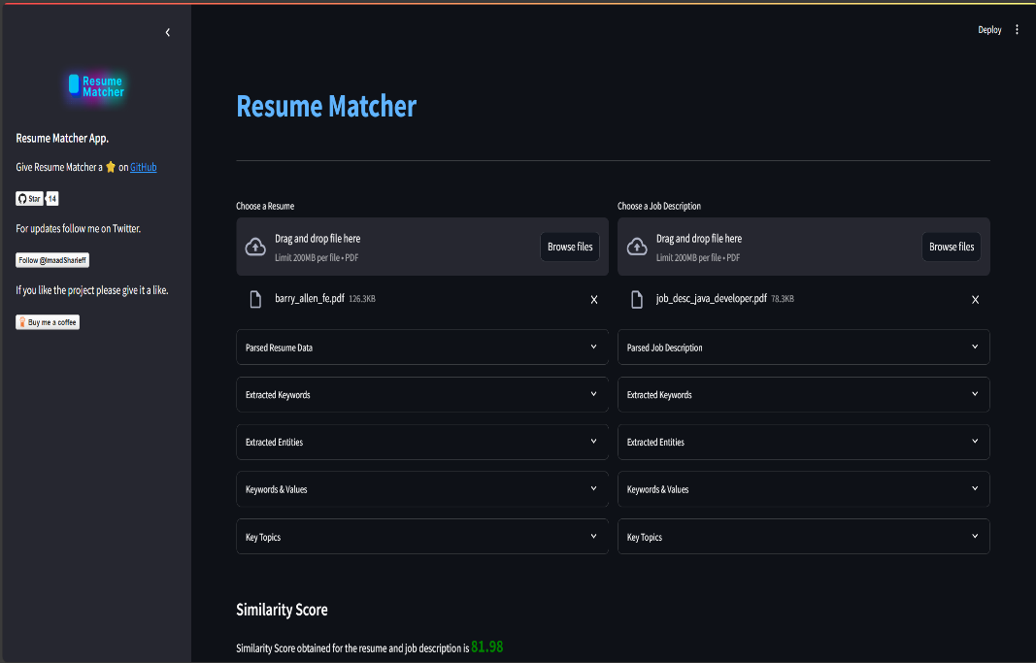 Resume
Matcher
Resume Matcher App.
Give Resume Matcher a ⭐ on GitHub
Star 14
For updates follow me on Twitter.
Follow @imaadSharieff
If you like the project please give it a like.
Buy me a coffee
Deploy
Resume Matcher
Choose a Resume
Drag and drop file here
Limit 200MB per file • PDF
Browse files
barry_allen_fe.pdf 126.3KB
X
Parsed Resume Data
Extracted Keywords
Extracted Entities
Keywords & Values
Key Topics
Choose a Job Description
Drag and drop file here
Limit 200MB per file • PDF
Browse files
job_desc_java_developer.pdf 78.3KB
X
Parsed Job Description
Extracted Keywords
Extracted Entities
Keywords & Values
Key Topics
Similarity Score
Similarity Score obtained for the resume and job description is 81.98